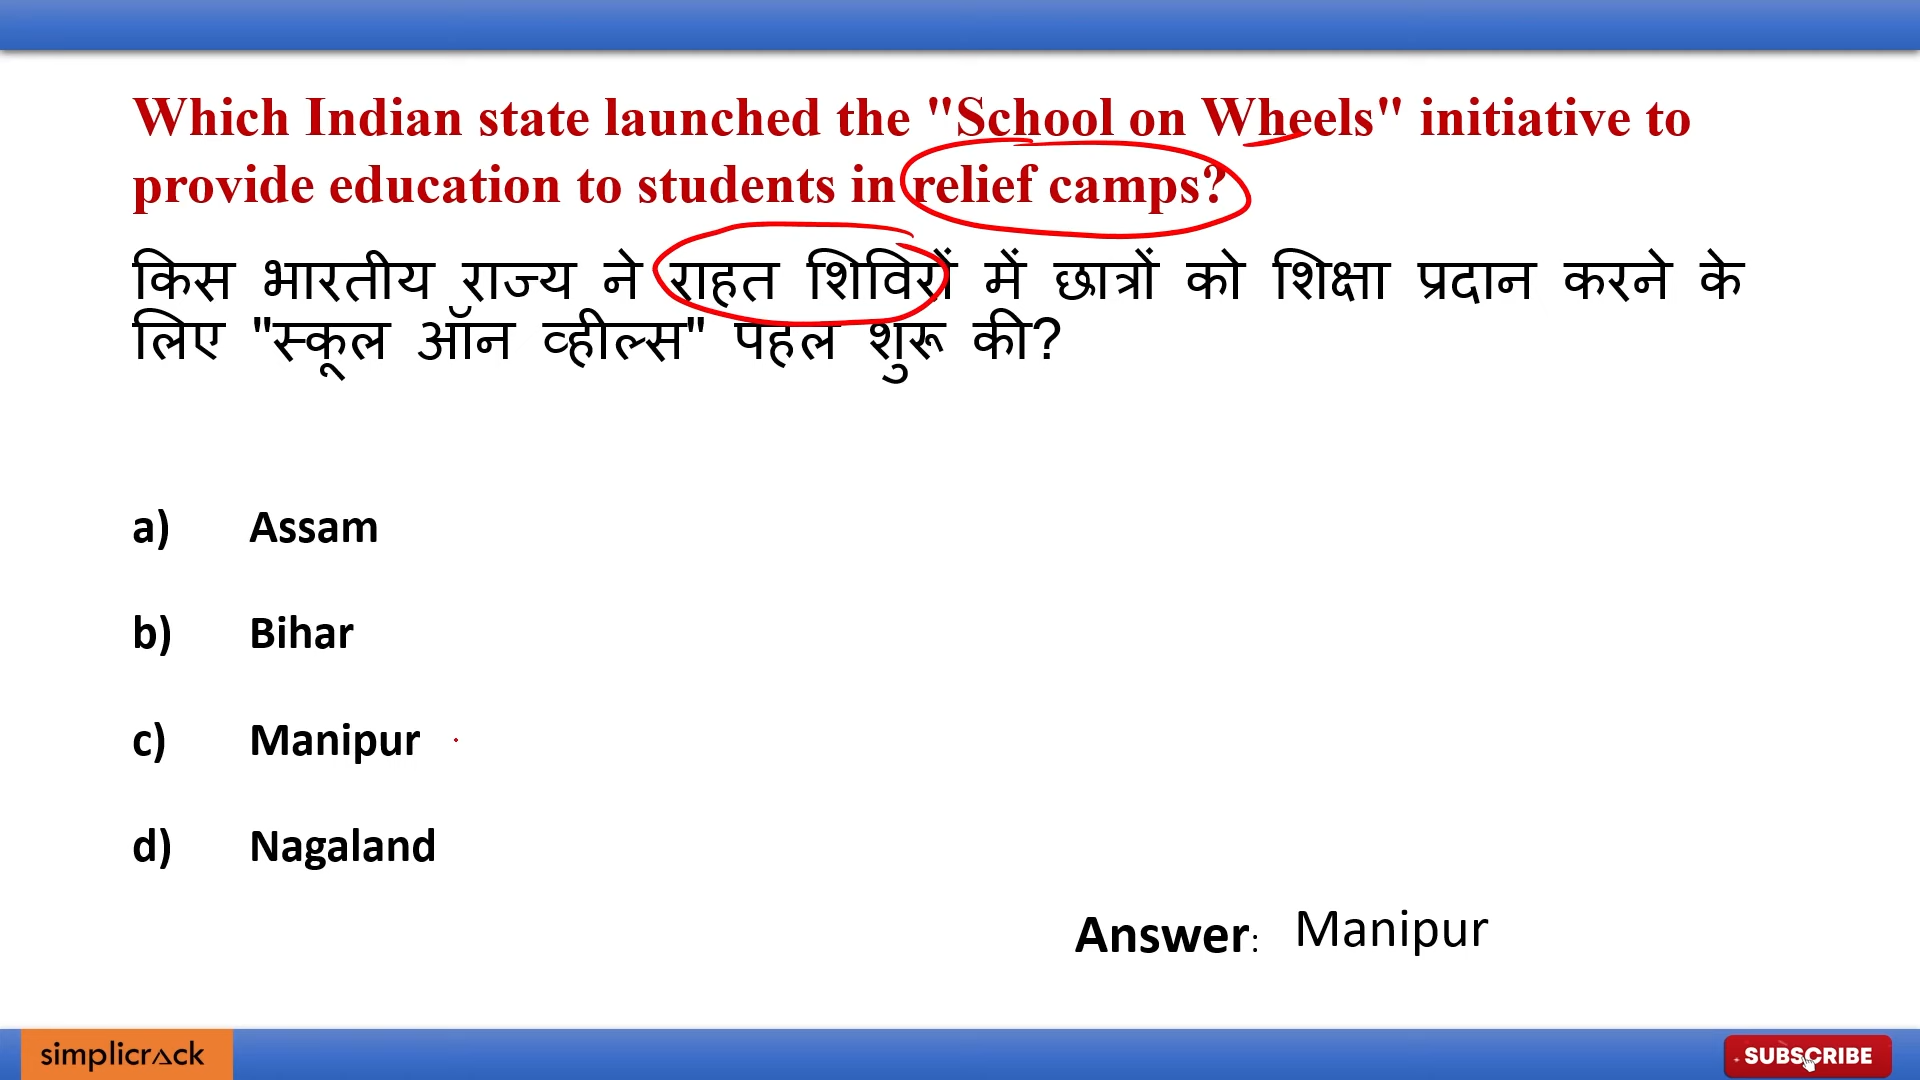 Which Indian state launched the "School on Wheels" initiative to
provide education to students in relief camps?
किस भारतीय राज्य ने राहत शिविरों में छात्रों को शिक्षा प्रदान करने के
लिए "स्कूल ऑन व्हील्स" पहल शुरू की?
a) Assam
b) Bihar
c) Manipur
d) Nagaland
Answer: Manipur
simplicrack
SUBSCRIBE